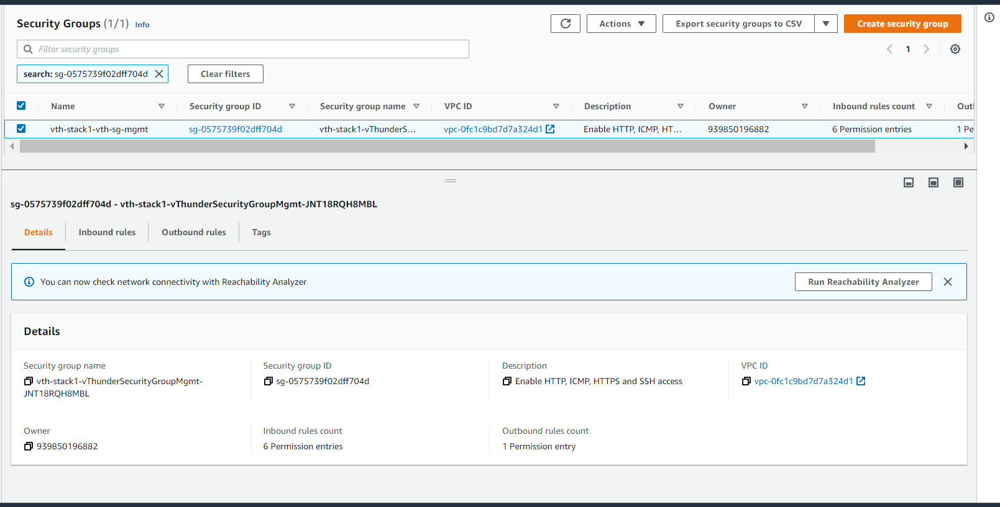 Security Groups (1/1) Info
Actions
Export security groups to CSV
Create security group
Filter security groups
1
search: sg-0575739f02dff704d
Clear filters
Name Security group ID Security group name VPC ID Description Owner Inbound rules count Outl
vth-stack1-vth-sg-mgmt sg-0575739f02dff704d vth-stack1-vThunderS... vpc-0fc1c9bd7d7a324d1 Enable HTTP, ICMP, HT... 939850196882 6 Permission entries 1 Pe
sg-0575739f02dff704d - vth-stack1-vThunderSecurityGroupMgmt-JNT18RQH8MBL
Details Inbound rules Outbound rules Tags
You can now check network connectivity with Reachability Analyzer
Run Reachability Analyzer
Details
Security group name
vth-stack1-vThunderSecurityGroupMgmt-
JNT18RQH8MBL
Security group ID
sg-0575739f02dff704d
Description
Enable HTTP, ICMP, HTTPS and SSH access
VPC ID
vpc-0fc1c9bd7d7a324d1
Owner
939850196882
Inbound rules count
6 Permission entries
Outbound rules count
1 Permission entry